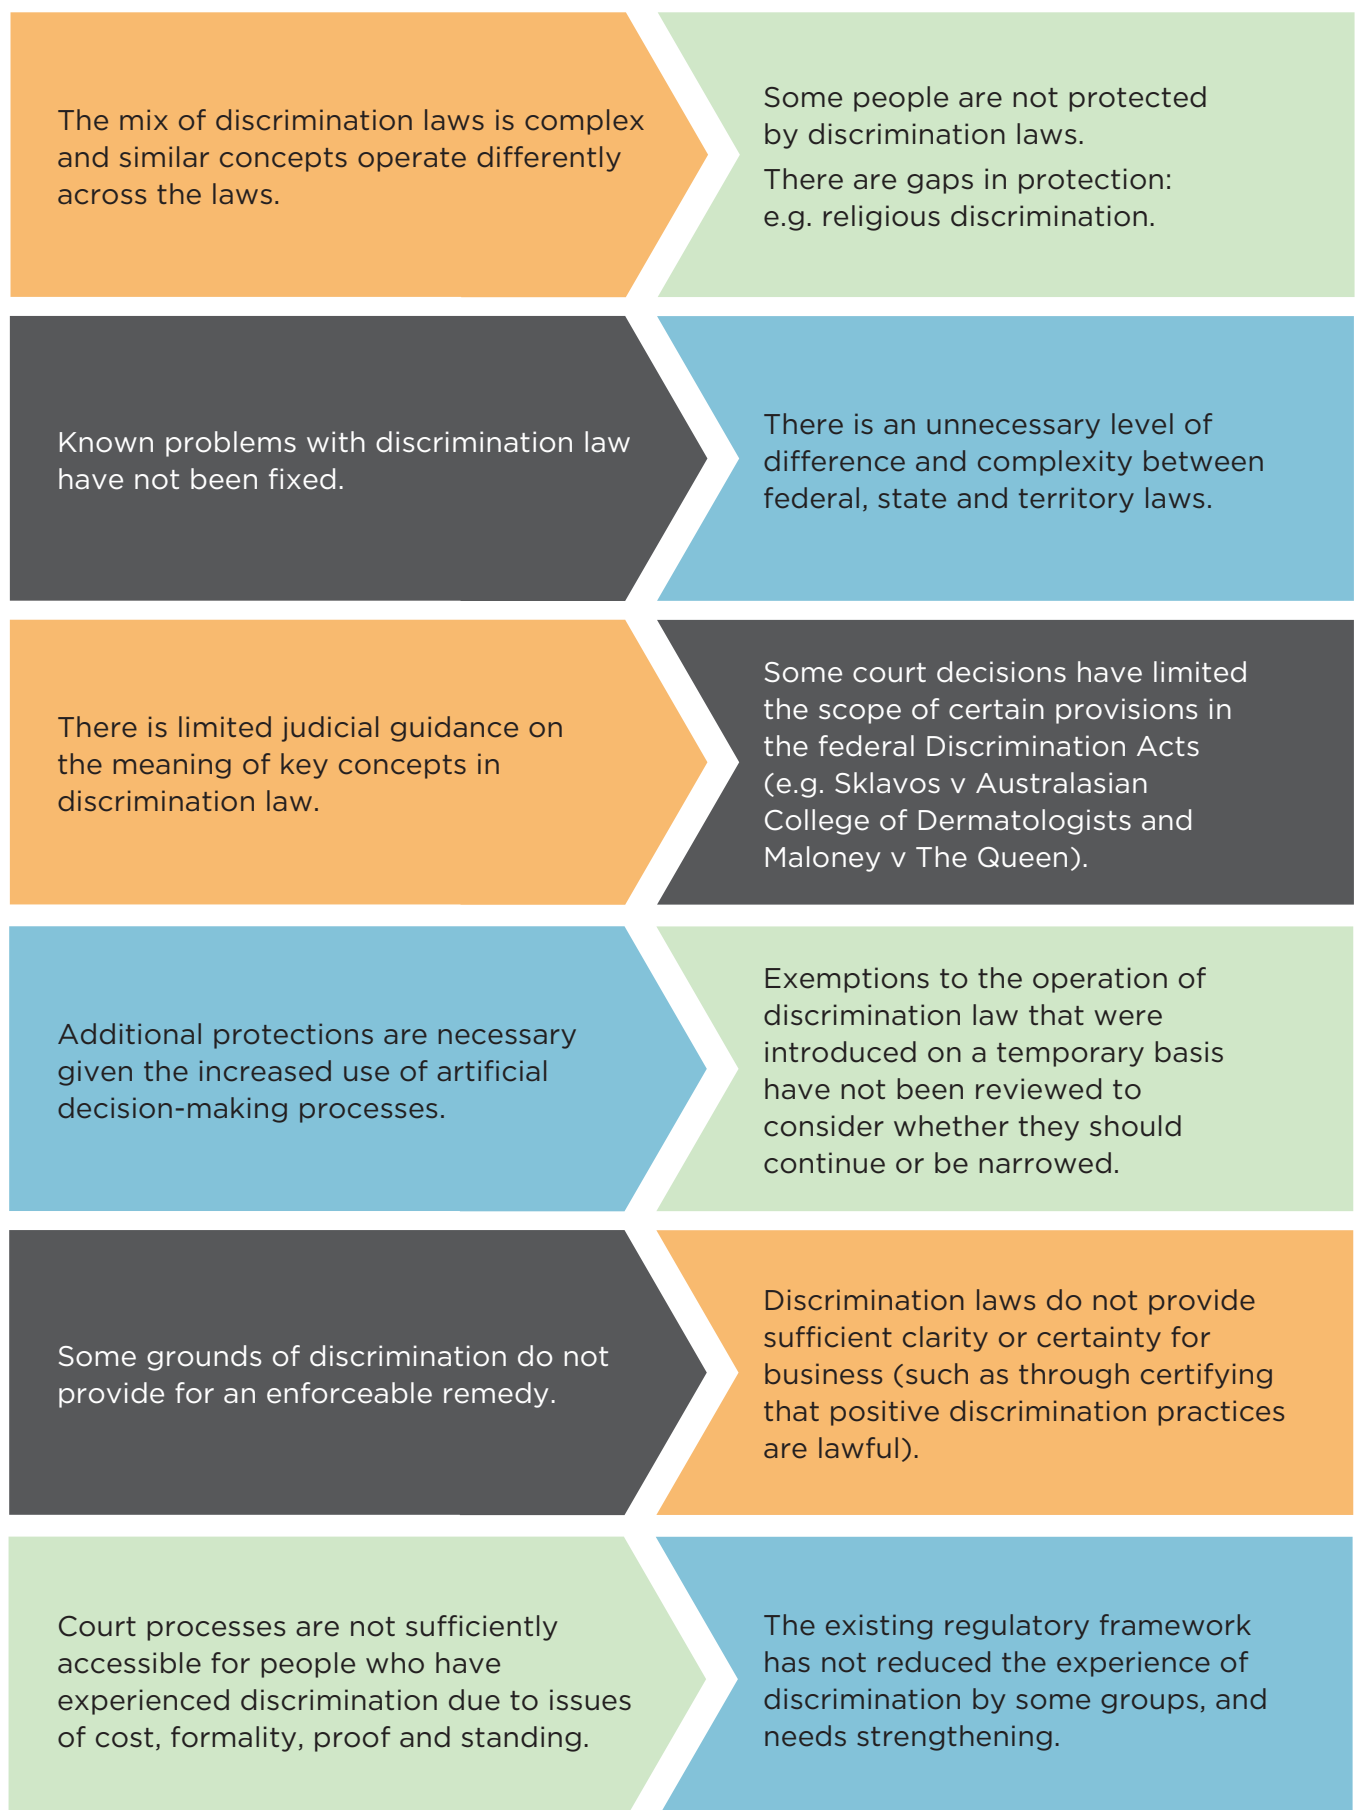 The mix of discrimination laws is complex
and similar concepts operate differently
across the laws.
Some people are not protected
by discrimination laws.
There are gaps in protection:
e.g. religious discrimination.
Known problems with discrimination law
have not been fixed.
There is an unnecessary level of
difference and complexity between
federal, state and territory laws.
There is limited judicial guidance on
the meaning of key concepts in
discrimination law.
Some court decisions have limited
the scope of certain provisions in
the federal Discrimination Acts
(e.g. Sklavos v Australasian
College of Dermatologists and
Maloney v The Queen).
Additional protections are necessary
given the increased use of artificial
decision-making processes.
Exemptions to the operation of
discrimination law that were
introduced on a temporary basis
have not been reviewed to
consider whether they should
continue or be narrowed.
Some grounds of discrimination do not
provide for an enforceable remedy.
Discrimination laws do not provide
sufficient clarity or certainty for
business (such as through certifying
that positive discrimination practices
are lawful).
Court processes are not sufficiently
accessible for people who have
experienced discrimination due to issues
of cost, formality, proof and standing.
The existing regulatory framework
has not reduced the experience of
discrimination by some groups, and
needs strengthening.